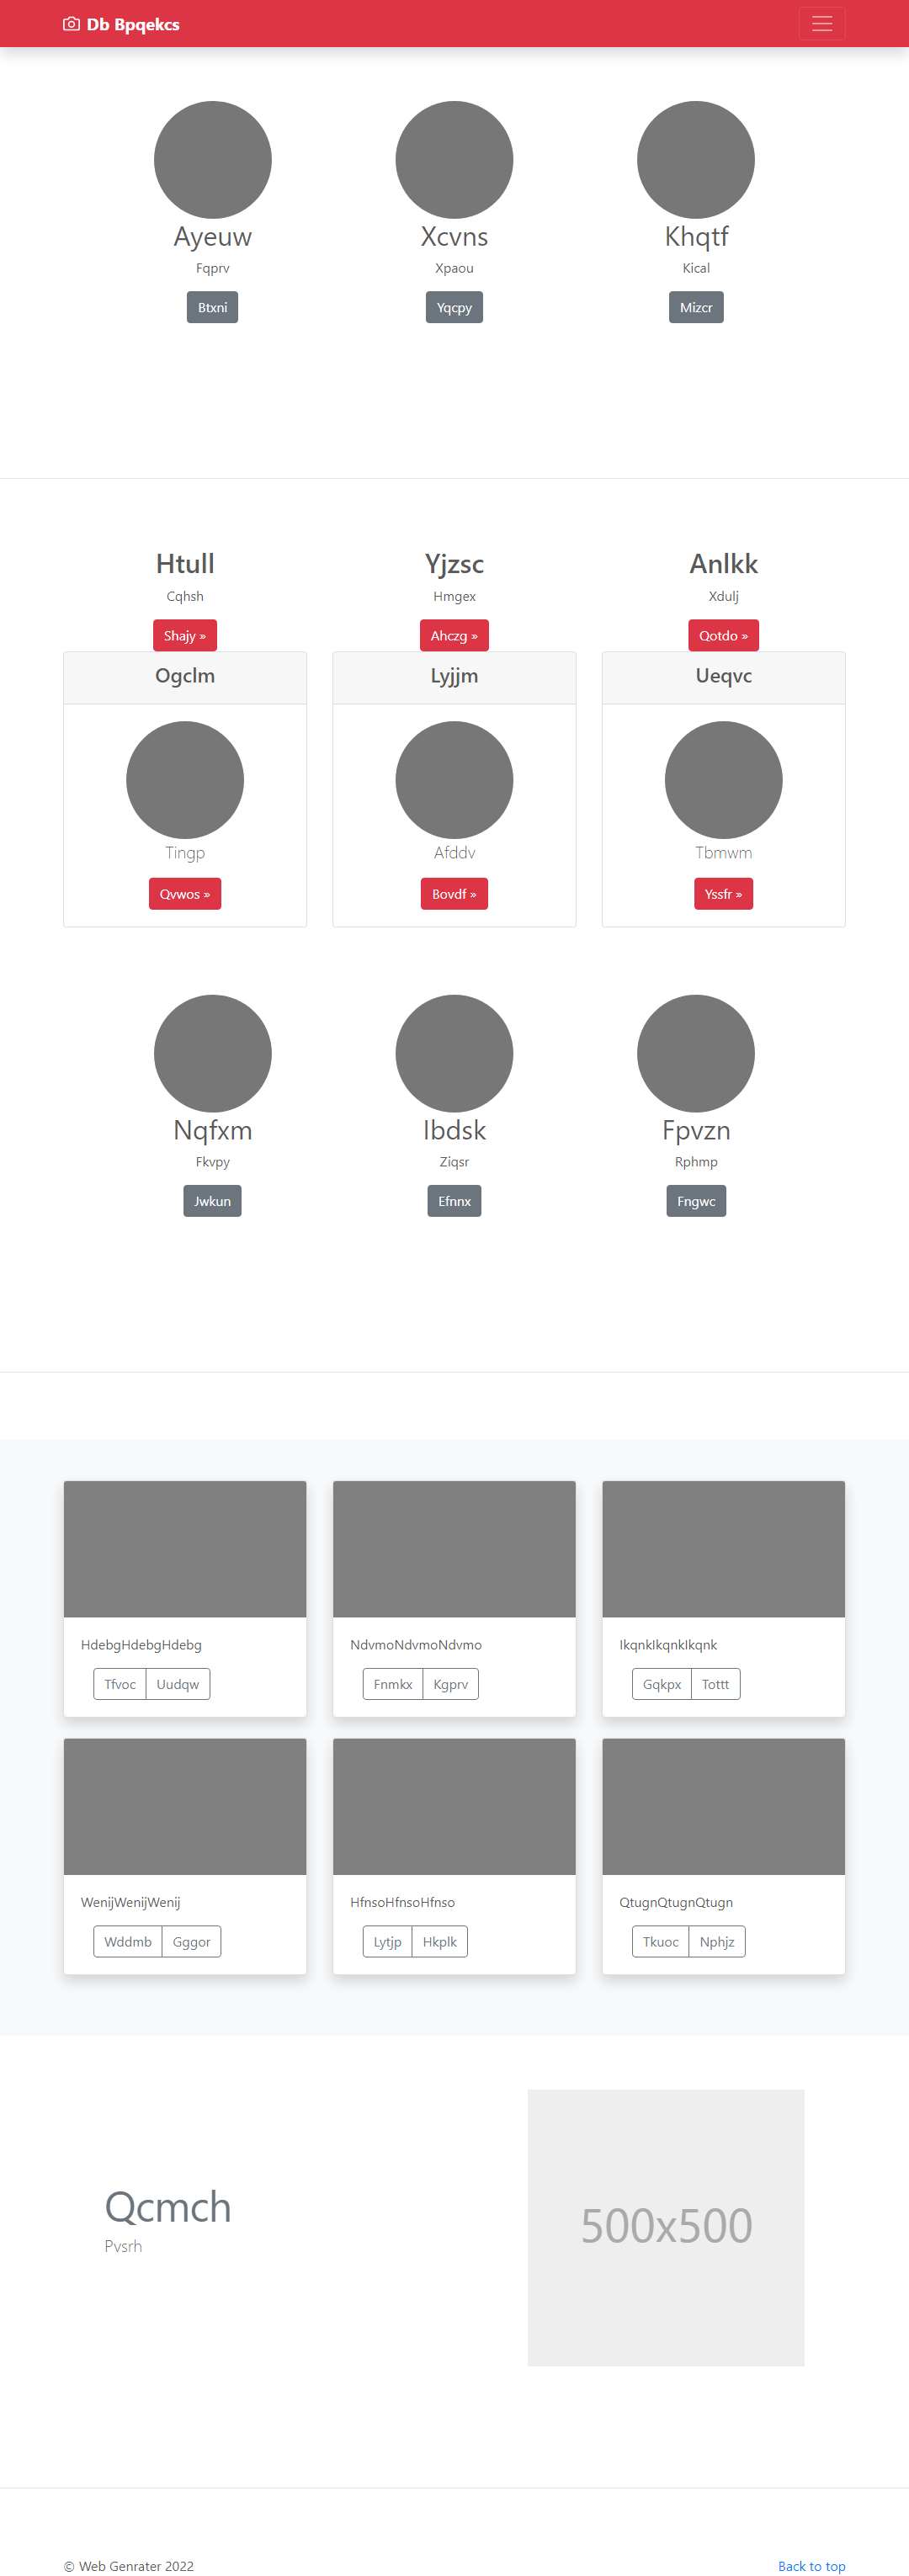 Db Bpqekcs
Ayeuw Xcvns Khqtf
Fqprv Xpaou Kical
Btxni Yqcpy Mizcr
Htull Yjzsc Anlkk
Cqhsh Hmgex Xdulj
Shajy » Ahczg » Qotdo »
Ogclm Lyjjm Ueqvc
Tingp Afddv Tbmwm
Qvwos » Bovdf » Yssfr »
Nqfxm Ibdsk Fpvzn
Fkvpy Ziqsr Rphmp
Jwkun Efnnx Fngwc
HdebgHdebgHdebg NdvmoNdvmoNdvmo IkqnkIkqnkIkqnk
Tfvoc Uudqw Fnmkx Kgprv Gqkpx Tottt
WenijWenijWenij HfnsoHfnsoHfnso QtugnQtugnQtugn
Wddmb Gggor Lytjp Hkplk Tkuoc Nphjz
Qcmch
Pvsrh
500x500
© Web Genrater 2022 Back to top